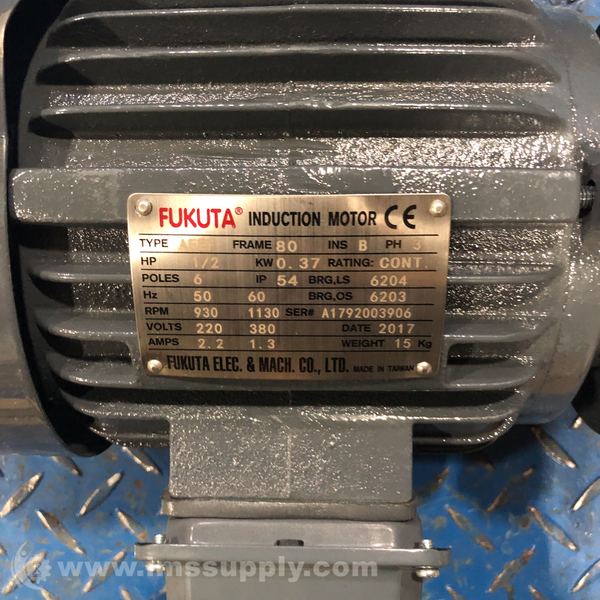 FUKUTA® INDUCTION MOTOR CE
TYPE FRAME 80 INS B PH 3
HP 1/2 KW 0.37 RATING: CONT.
POLES 6 IP 54 BRG,LS 6204
Hz 50 60 BRG,OS 6203
RPM 930 1130 SER# A1792003906
VOLTS 220 380 DATE 2017
AMPS 2.2 1.3 WEIGHT 15 Kg
FUKUTA ELEC. & MACH. CO., LTD. MADE IN TAIWAN
www.imssupply.com